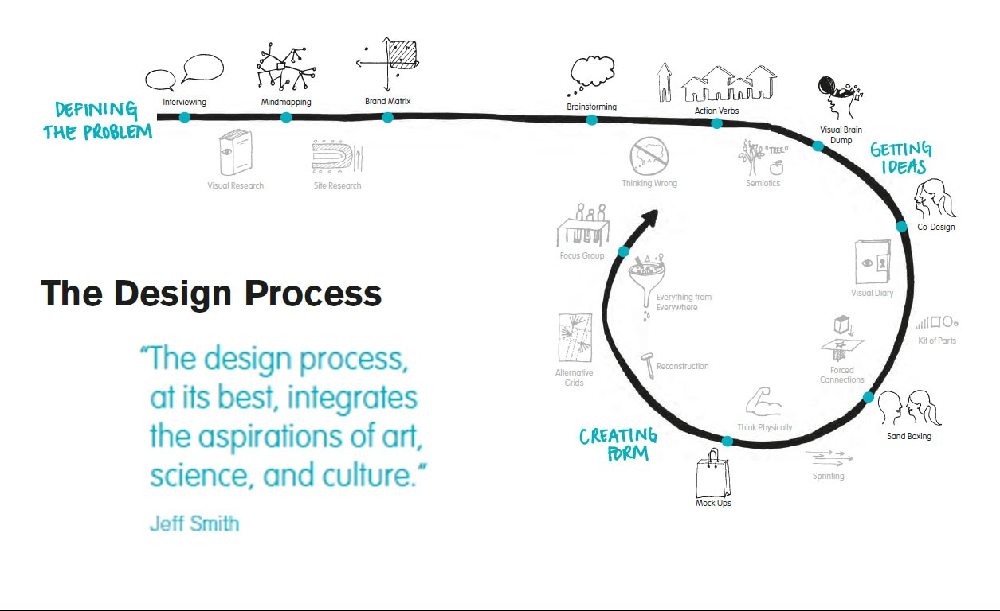 Interviewing
Mindmapping
Brand Matrix
Brainstorming
Action Verbs
Visual Brain
Dump
DEFINING
THE PROBLEM
Visual Research
Site Research
Thinking Wrong
"TREE"
Semiotics
GETTING
IDEAS
Co-Design
Focus Group
Everything from
Everywhere
Visual Diary
Kit of Parts
Alternative
Grids
Reconstruction
Forced
Connections
Think Physically
Sand Boxing
CREATING
FORM
Sprinting
Mock Ups
The Design Process
“The design process,
at its best, integrates
the aspirations of art,
science, and culture.”
Jeff Smith